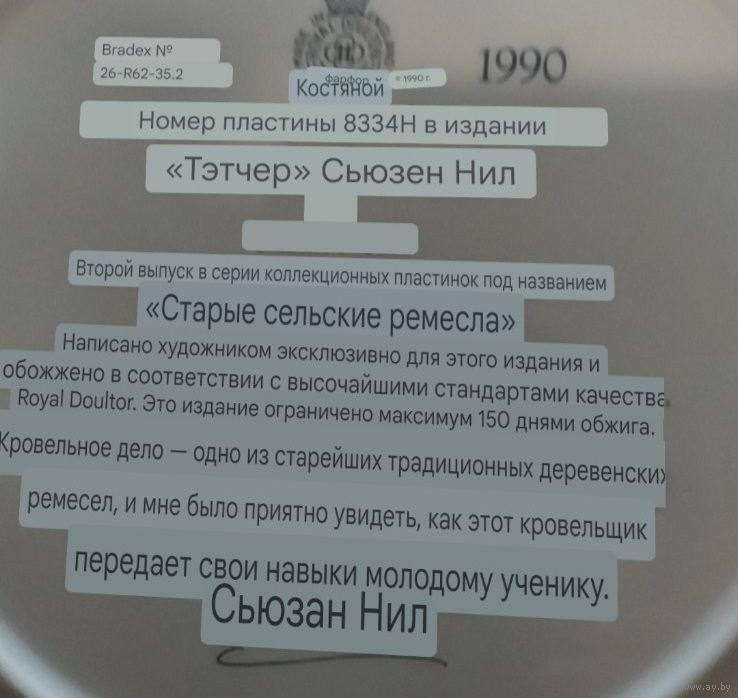 Bradex №
26-R62-35.2
1990
Фарфор
© 1990 г.
Костяной
Номер пластины 8334H в издании
«Тэтчер» Сьюзен Нил
Второй выпуск в серии коллекционных пластинок под названием
«Старые сельские ремесла»
Написано художником эксклюзивно для этого издания и
обожжено в соответствии с высочайшими стандартами качества
Royal Doultor. Это издание ограничено максимум 150 днями обжига.
Кровельное дело — одно из старейших традиционных деревенских
ремесел, и мне было приятно увидеть, как этот кровельщик
передает свои навыки молодому ученику.
Сьюзан Нил
www.ay.by